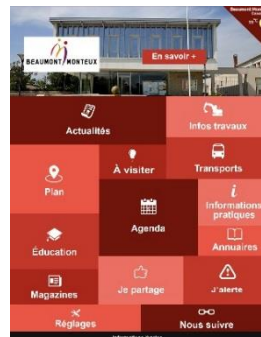 BEAUMONT MONTEUX
En savoir +
Actualités
Infos travaux
À visiter
Transports
Plan
Informations
pratiques
Agenda
Annuaires
Éducation
Magazines
Je partage
J'alerte
Réglages
Nous suivre